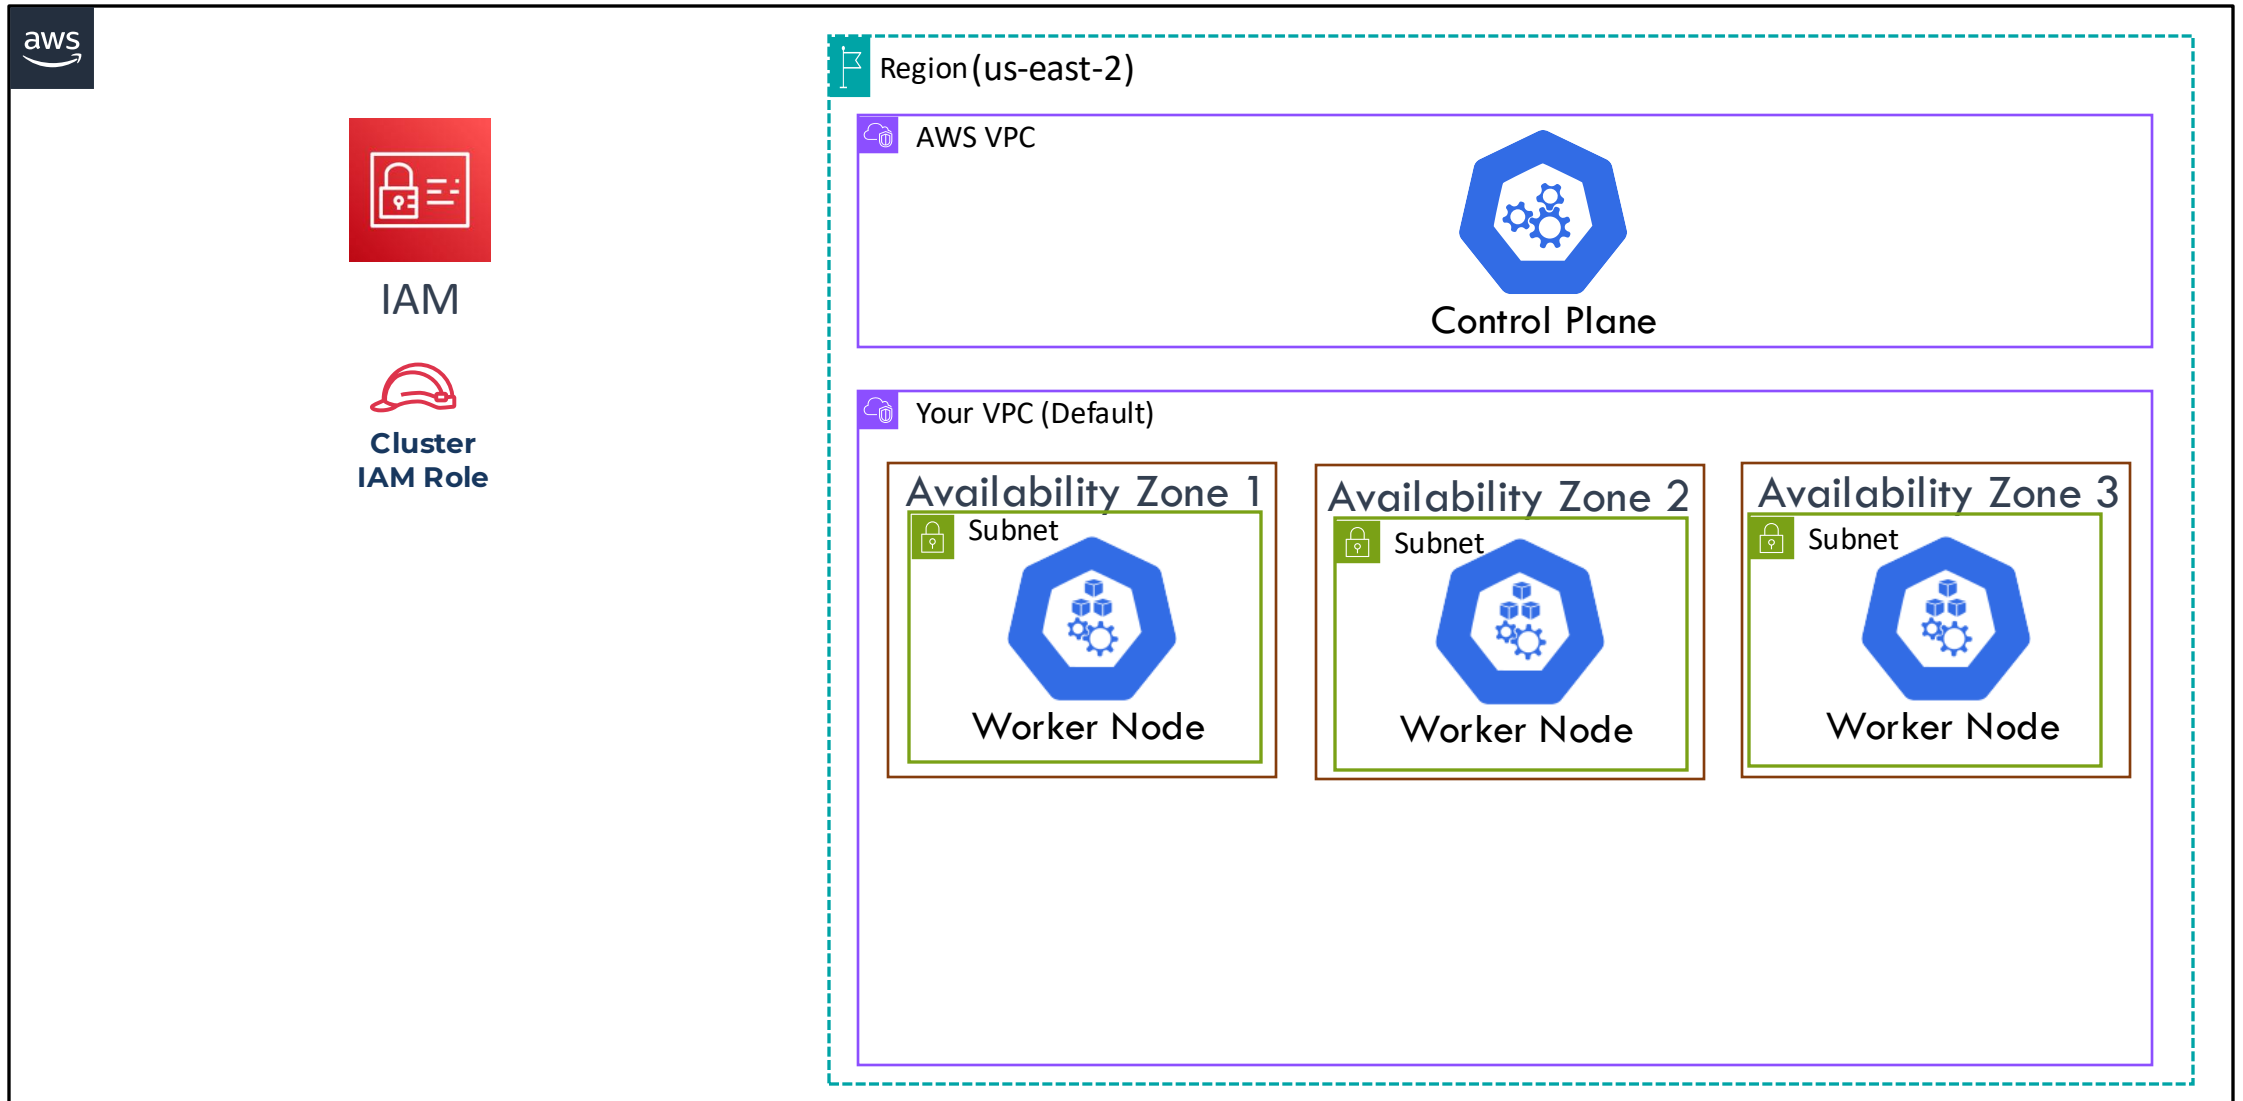 aws
IAM
Cluster
IAM Role
Region (us-east-2)
AWS VPC
Control Plane
Your VPC (Default)
Availability Zone 1
Subnet
Worker Node
Availability Zone 2
Subnet
Worker Node
Availability Zone 3
Subnet
Worker Node